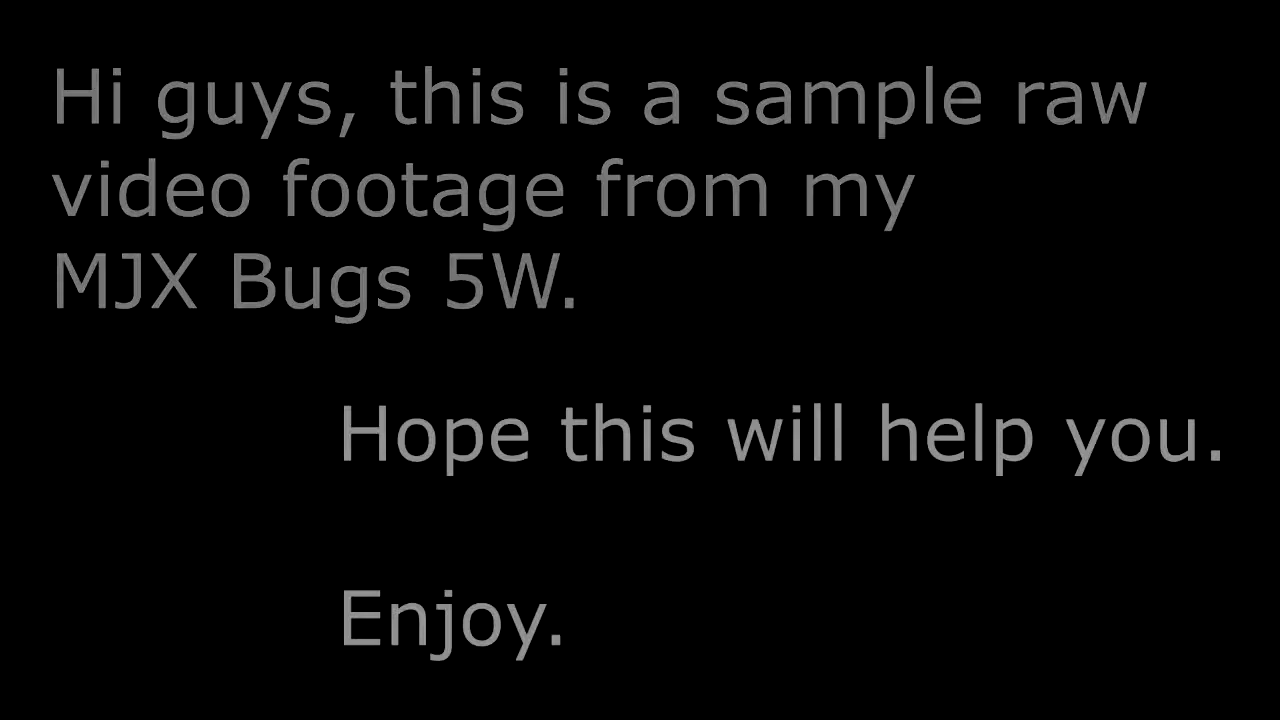 Hi guys, this is a sample raw
video footage from my
MJX Bugs 5W.
Hope this will help you.
Enjoy.